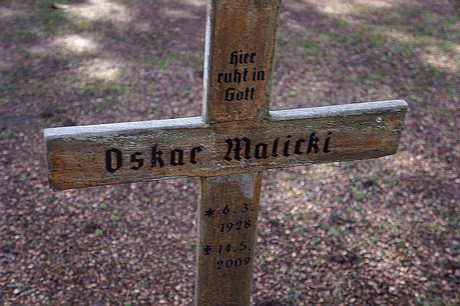 hier
ruht in
Gott
Oskar Malicki
* 6. 3.
1928
✠ 14. 5.
2009